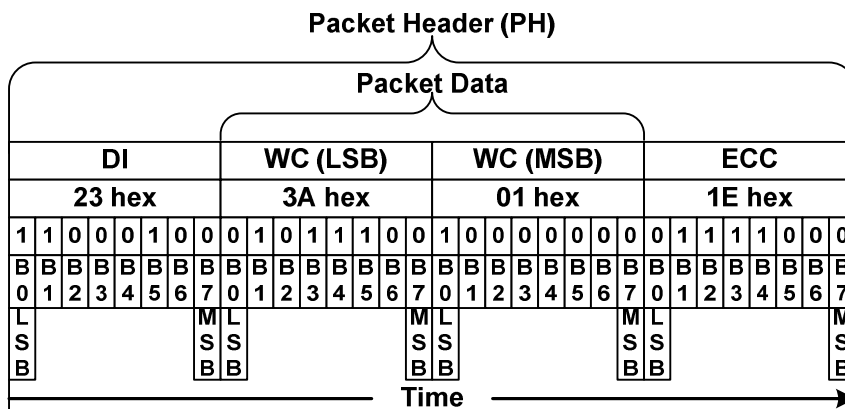 Packet Header (PH)
Packet Data
DI WC (LSB) WC (MSB) ECC
23 hex 3A hex 01 hex 1E hex
1 1 0 0 0 1 0 0 0 1 0 1 1 1 0 0 1 0 0 0 0 0 0 0 0 1 1 1 1 0 0 0
B0 B1 B2 B3 B4 B5 B6 B7 B0 B1 B2 B3 B4 B5 B6 B7 B0 B1 B2 B3 B4 B5 B6 B7 B0 B1 B2 B3 B4 B5 B6 B7
LSB MSB LSB MSB LSB MSB LSB MSB
Time